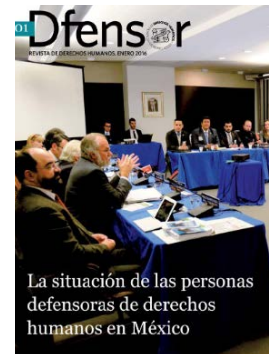 01
Dfensor
REVISTA DE DERECHOS HUMANOS, ENERO 2016
La situación de las personas
defensoras de derechos
humanos en México